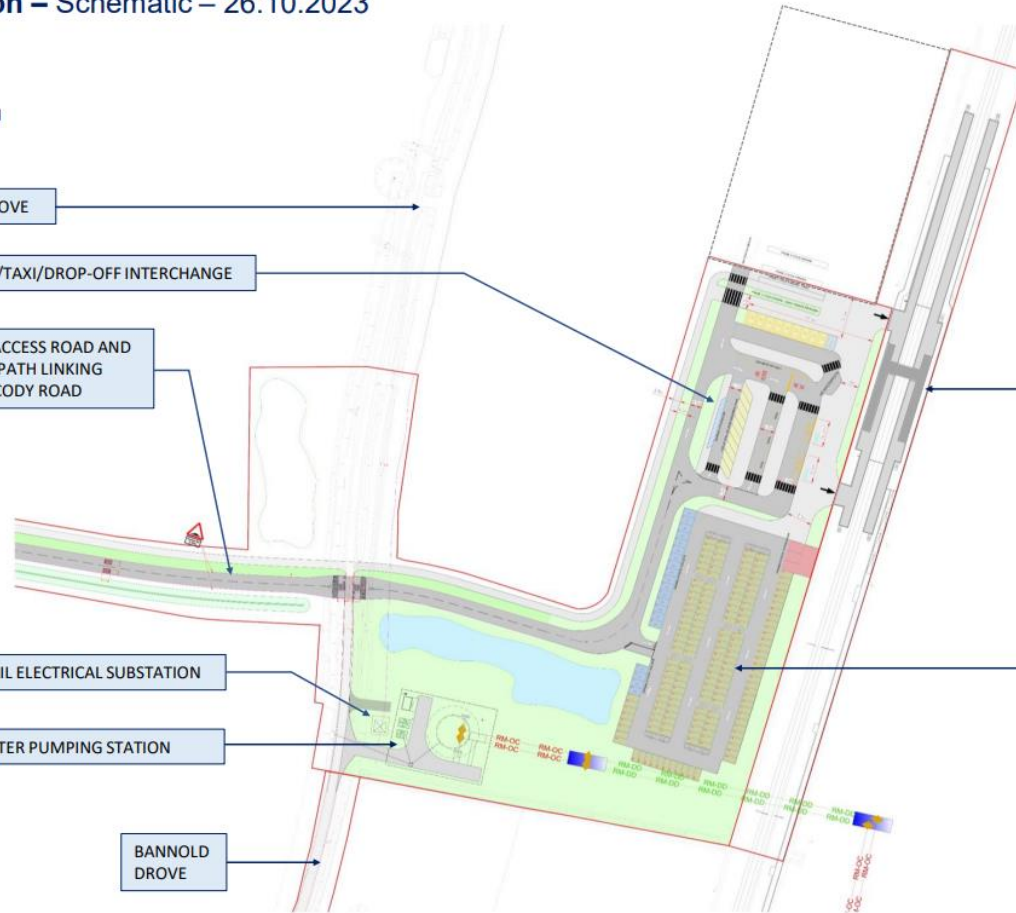 on – Schematic – 26.10.2023
OVE
/TAXI/DROP-OFF INTERCHANGE
ACCESS ROAD AND
PATH LINKING
CODY ROAD
IL ELECTRICAL SUBSTATION
TER PUMPING STATION
BANNOLD
DROVE
RM-OC
RM-OC
RM-OC
RM-OC
RM-DD
RM-DD
RM-DD
RM-DD
RM-DD
RM-DD
RM-DD
RM-DD
RM-DD
RM-DD
RM-OC
RM-OC